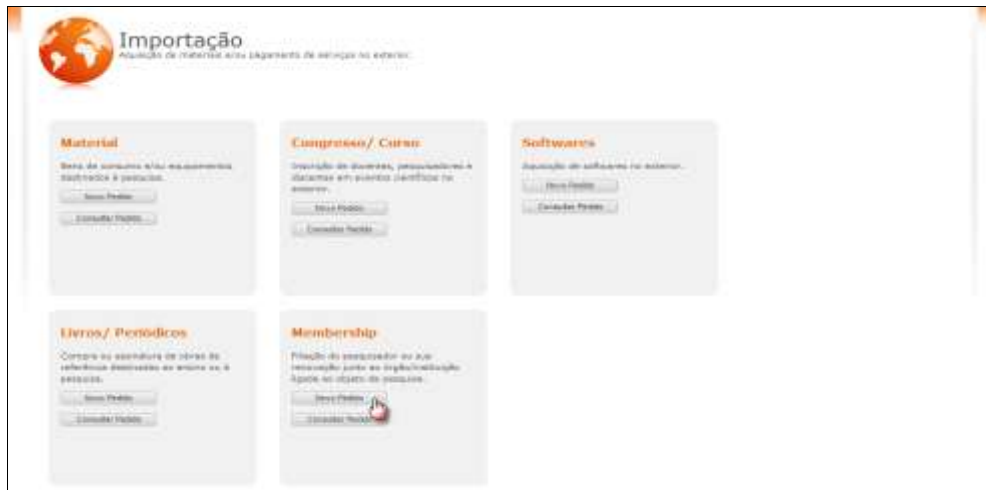 Importação
Aquisição de materiais e/ou pagamento de serviços no exterior.
Material
Bens de consumo e/ou equipamentos
destinados à pesquisa.
Novo Pedido
Consultar Pedido
Congresso/ Curso
Inscrição de docentes, pesquisadores e
discentes em eventos científicos no
exterior.
Novo Pedido
Consultar Pedido
Softwares
Aquisição de softwares no exterior.
Novo Pedido
Consultar Pedido
Livros/ Periódicos
Compra ou assinatura de obras de
referência destinadas ao ensino ou à
pesquisa.
Novo Pedido
Consultar Pedido
Membership
Filiação do pesquisador ou sua
renovação junto ao órgão/instituição
ligada ao objeto de pesquisa.
Novo Pedido
Consultar Pedido